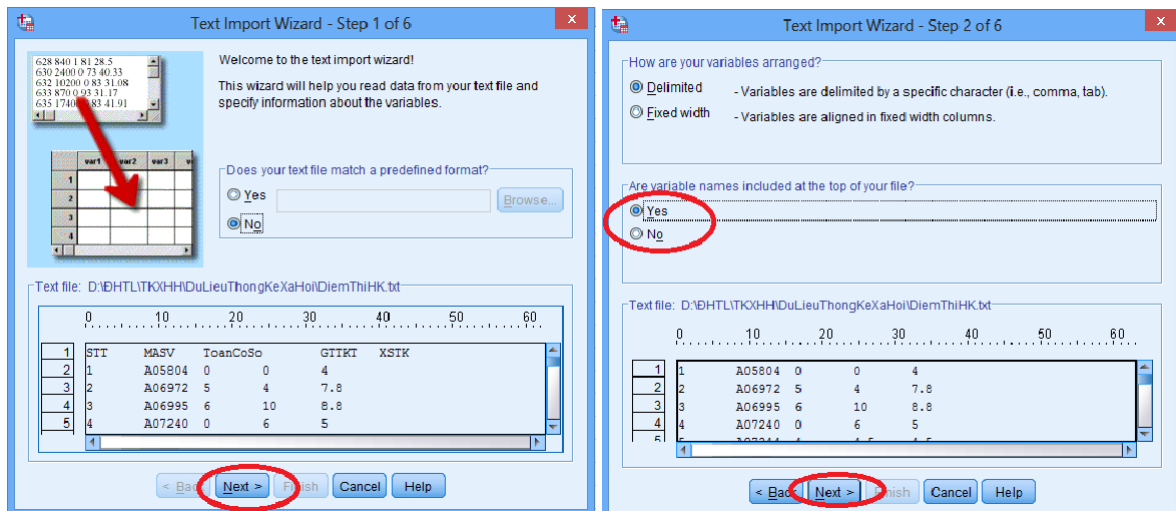 Text Import Wizard - Step 1 of 6
628 840 1 81 28.5
630 2400 0 73 40.33
632 10200 0 83 31.08
633 870 0 93 31.17
635 1740 83 41.91
var1 var2 var3
1
2
3
4
Welcome to the text import wizard!
This wizard will help you read data from your text file and
specify information about the variables.
Does your text file match a predefined format?
Yes
Browse...
No
Text file: D:\ĐHTL\TKXHH\DuLieuThongKeXaHoi\DiemThiHK.txt
0 10 20 30 40 50 60
1 STT MASV ToanCoSo GTTKT XSTK
2 1 A05804 0 0 4
3 2 A06972 5 4 7.8
4 3 A06995 6 10 8.8
5 4 A07240 0 6 5
< Back Next > Finish Cancel Help
Text Import Wizard - Step 2 of 6
How are your variables arranged?
Delimited - Variables are delimited by a specific character (i.e., comma, tab).
Fixed width - Variables are aligned in fixed width columns.
Are variable names included at the top of your file?
Yes
No
Text file: D:\ĐHTL\TKXHH\DuLieuThongKeXaHoi\DiemThiHK.txt
0 10 20 30 40 50 60
1 1 A05804 0 0 4
2 2 A06972 5 4 7.8
3 3 A06995 6 10 8.8
4 4 A07240 0 6 5
< Back Next > Finish Cancel Help